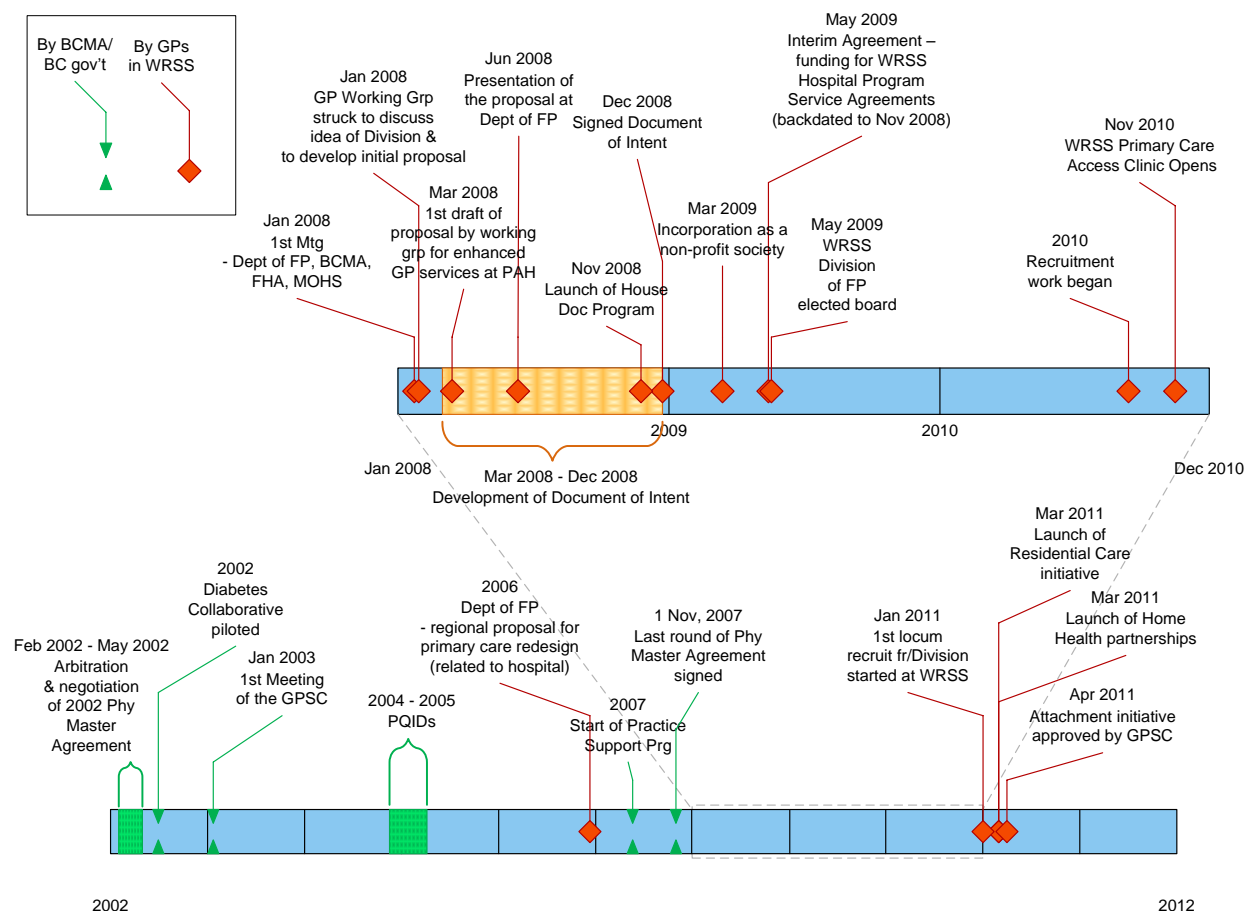 By BCMA/
BC gov't
By GPs
in WRSS
Jan 2008
1st Mtg
- Dept of FP, BCMA,
FHA, MOHS
Jan 2008
GP Working Grp
struck to discuss
idea of Division &
to develop initial proposal
Mar 2008
1st draft of
proposal by working
grp for enhanced
GP services at PAH
Jun 2008
Presentation of
the proposal at
Dept of FP
Nov 2008
Launch of House
Doc Program
Dec 2008
Signed Document
of Intent
Mar 2009
Incorporation as a
non-profit society
May 2009
Interim Agreement –
funding for WRSS
Hospital Program
Service Agreements
(backdated to Nov 2008)
May 2009
WRSS
Division
of FP
elected board
2010
Recruitment
work began
Nov 2010
WRSS Primary Care
Access Clinic Opens
2009
2010
Jan 2008
Dec 2010
Mar 2008 - Dec 2008
Development of Document of Intent
Feb 2002 - May 2002
Arbitration
& negotiation
of 2002 Phy
Master
Agreement
2002
Diabetes
Collaborative
piloted
Jan 2003
1st Meeting
of the GPSC
2004 - 2005
PQIDs
2006
Dept of FP
- regional proposal for
primary care redesign
(related to hospital)
2007
Start of Practice
Support Prg
1 Nov, 2007
Last round of Phy
Master Agreement
signed
Jan 2011
1st locum
recruit fr/Division
started at WRSS
Mar 2011
Launch of
Residential Care
initiative
Mar 2011
Launch of Home
Health partnerships
Apr 2011
Attachment initiative
approved by GPSC
2002
2012